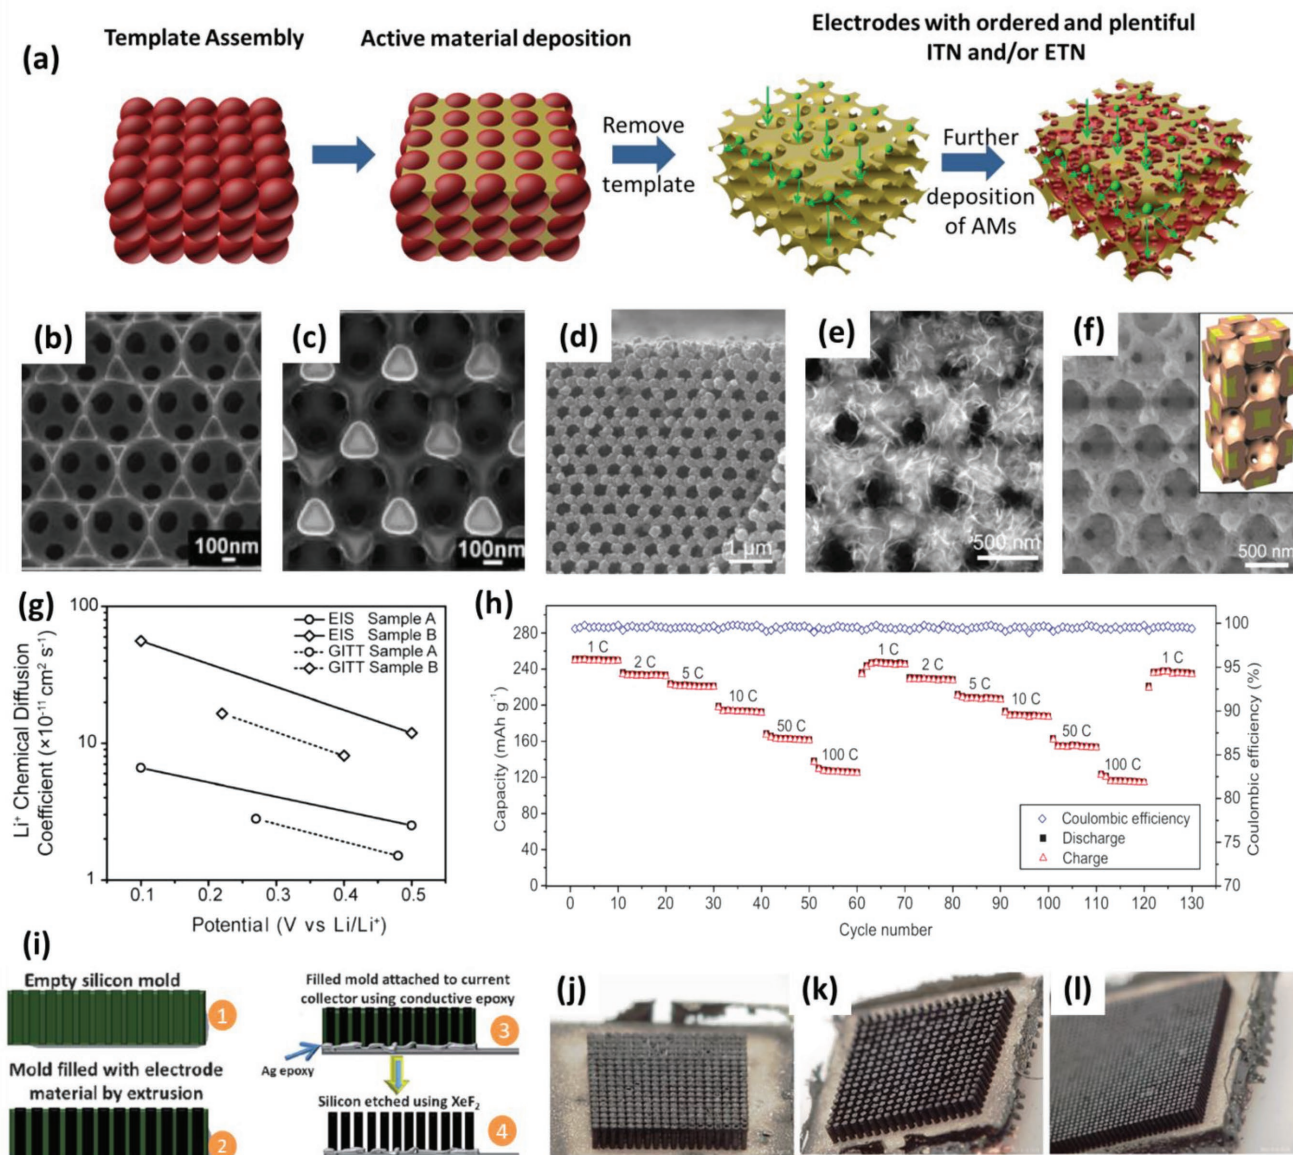 (a)
Template Assembly
Active material deposition
Electrodes with ordered and plentiful
ITN and/or ETN
Remove
template
Further
deposition
of AMs
(b)
100nm
(c)
100nm
(d)
1 µm
(e)
500 nm
(f)
500 nm
(g)
100
10
1
Li⁺ Chemical Diffusion
Coefficient (×10⁻¹¹ cm² s⁻¹)
EIS Sample A
EIS Sample B
GITT Sample A
GITT Sample B
0.1 0.2 0.3 0.4 0.5
Potential (V vs Li/Li⁺)
(h)
280
240
200
160
120
80
40
0
Capacity (mAh g⁻¹)
1 C
2 C
5 C
10 C
50 C
100 C
1 C
2 C
5 C
10 C
50 C
100 C
1 C
Coulombic efficiency
Discharge
Charge
100
95
90
85
80
75
70
Coulombic efficiency (%)
0 10 20 30 40 50 60 70 80 90 100 110 120 130
Cycle number
(i)
Empty silicon mold
1
Mold filled with electrode
material by extrusion
2
Filled mold attached to current
collector using conductive epoxy
3
Ag epoxy
Silicon etched using XeF₂
4
(j)
(k)
(l)